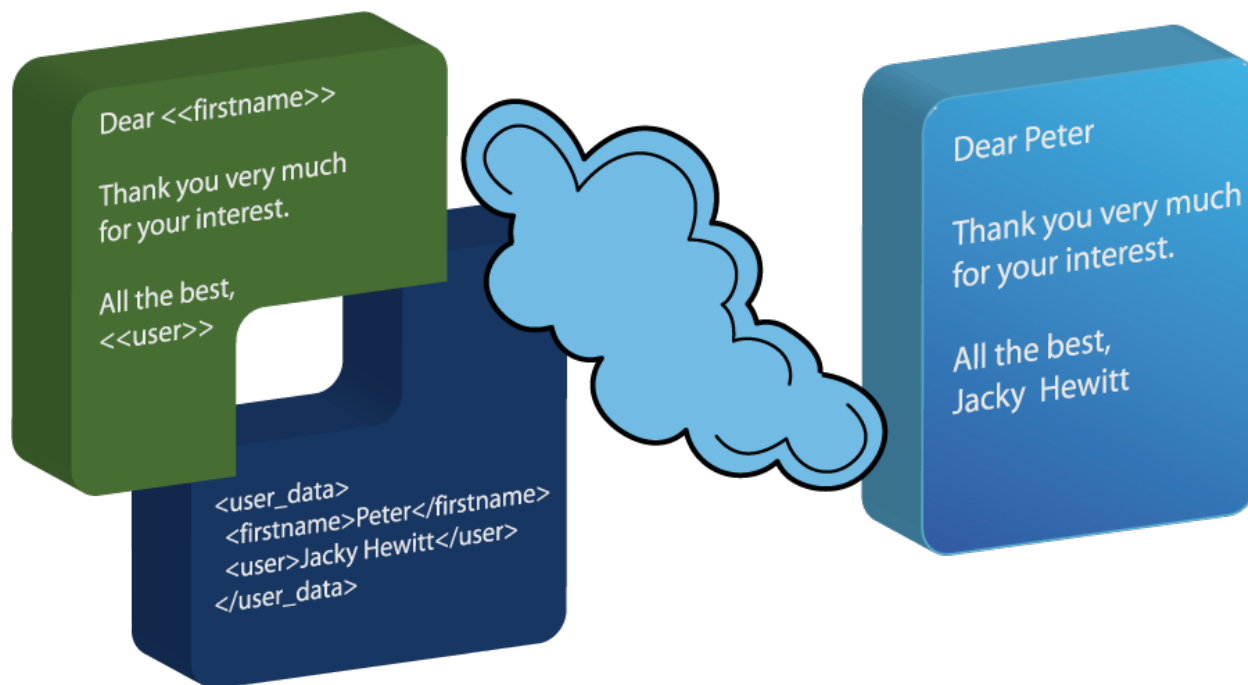 Dear <<firstname>>
Thank you very much
for your interest.
All the best,
<<user>>
<user_data>
<firstname>Peter</firstname>
<user>Jacky Hewitt</user>
</user_data>
Dear Peter
Thank you very much
for your interest.
All the best,
Jacky  Hewitt